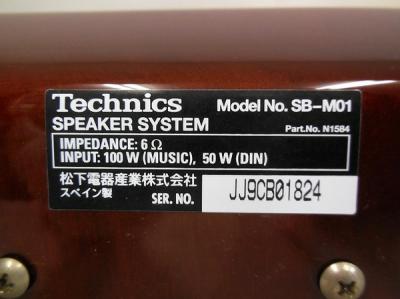 Technics Model No. SB-M01
SPEAKER SYSTEM Part.No. N1584
IMPEDANCE: 6 Ω
INPUT: 100 W (MUSIC), 50 W (DIN)
松下電器産業株式会社
スペイン製 SER. NO. JJ9CB01824